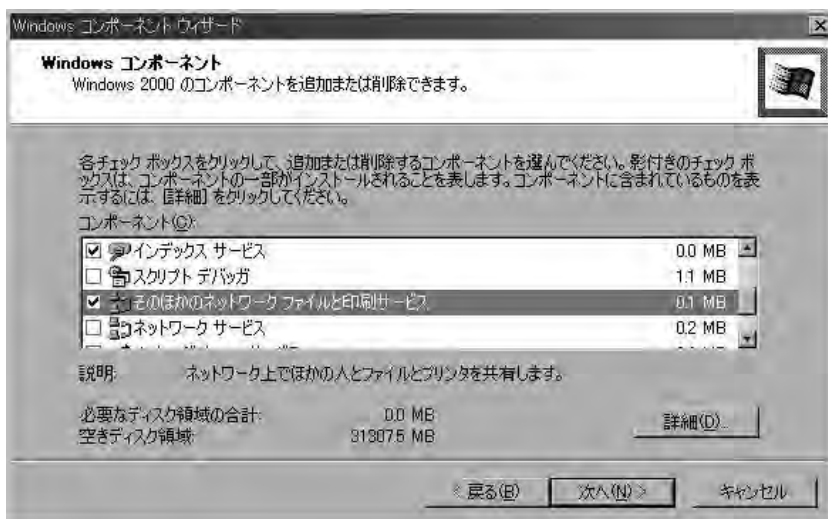 Windows コンポーネント ウィザード
Windows コンポーネント
Windows 2000 のコンポーネントを追加または削除できます。
各チェック ボックスをクリックして、追加または削除するコンポーネントを選んでください。影付きのチェック ボ
ックスは、コンポーネントの一部がインストールされることを表します。コンポーネントに含まれているものを表
示するには、[詳細] をクリックしてください。
コンポーネント(C):
インデックス サービス 0.0 MB
スクリプト デバッガ 1.1 MB
そのほかのネットワーク ファイルと印刷サービス 0.1 MB
ネットワーク サービス 0.2 MB
説明: ネットワーク上でほかの人とファイルとプリンタを共有します。
必要なディスク領域の合計: 0.0 MB
空きディスク領域:
詳細(D)...
< 戻る(B) 次へ(N) > キャンセル